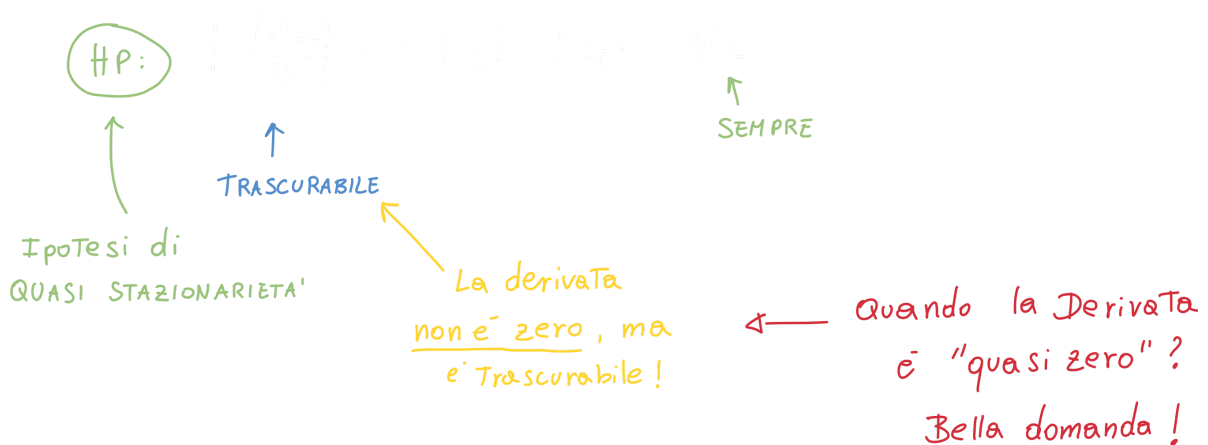 HP:
SEMPRE
TRASCURABILE
Ipotesi di
QUASI STAZIONARIETA'
La derivata
non e' zero, ma
e' Trascurabile!
Quando la Derivata
e' "quasi zero"?
Bella domanda!